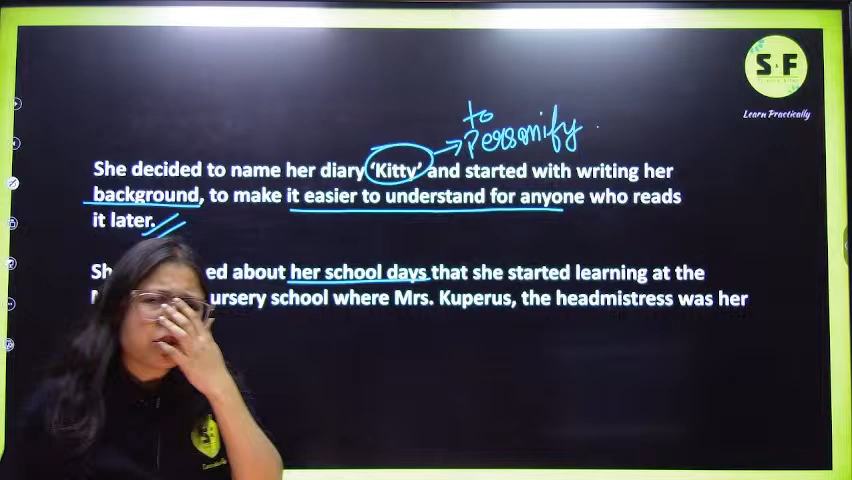 S&F
Learn Practically
to
Personify
She decided to name her diary 'Kitty' and started with writing her
background, to make it easier to understand for anyone who reads
it later.
ed about her school days that she started learning at the
ursery school where Mrs. Kuperus, the headmistress was her